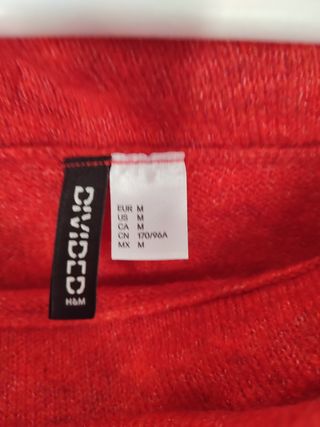 DIVIDED
H&M
EUR M
US M
CA M
CN 170/96A
MX M